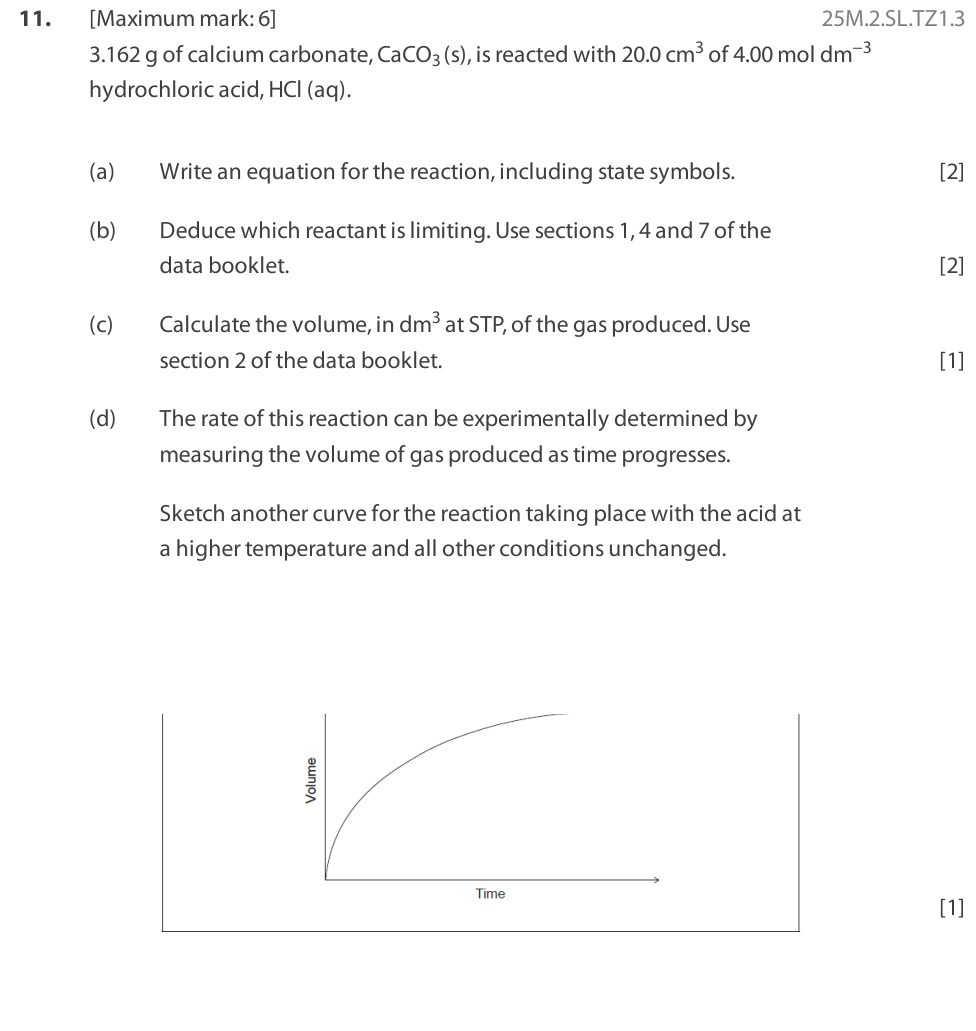 11. [Maximum mark: 6] 25M.2.SL.TZ1.3
3.162 g of calcium carbonate, CaCO₃ (s), is reacted with 20.0 cm³ of 4.00 mol dm⁻³
hydrochloric acid, HCl (aq).
(a) Write an equation for the reaction, including state symbols. [2]
(b) Deduce which reactant is limiting. Use sections 1, 4 and 7 of the
data booklet. [2]
(c) Calculate the volume, in dm³ at STP, of the gas produced. Use
section 2 of the data booklet. [1]
(d) The rate of this reaction can be experimentally determined by
measuring the volume of gas produced as time progresses.
Sketch another curve for the reaction taking place with the acid at
a higher temperature and all other conditions unchanged.
Volume
Time
[1]